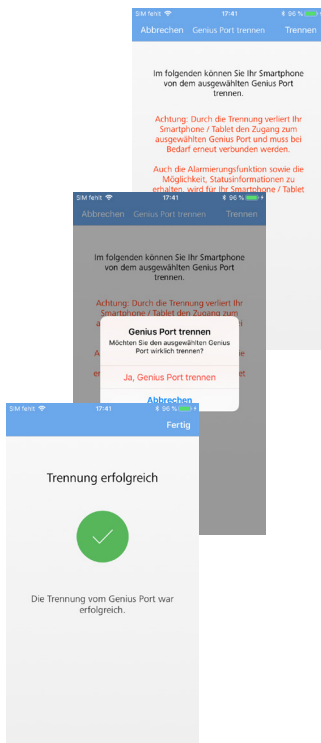 SIM fehlt 17:41 96 %
Abbrechen Genius Port trennen Trennen
Im folgenden können Sie Ihr Smartphone
von dem ausgewählten Genius Port
trennen.
Achtung: Durch die Trennung verliert Ihr
Smartphone / Tablet den Zugang zum
ausgewählten Genius Port und muss bei
Bedarf erneut verbunden werden.
Auch die Alarmierungsfunktion sowie die
Möglichkeit, Statusinformationen zu
erhalten, wird für Ihr Smartphone / Tablet
SIM fehlt 17:41 96 %
Abbrechen Genius Port trennen Trennen
Im folgenden können Sie Ihr Smartphone
von dem ausgewählten Genius Port
trennen.
Achtung: Durch die Trennung verliert Ihr
Smartphone / Tablet den Zugang zum
Genius Port trennen
Möchten Sie den ausgewählten Genius
Port wirklich trennen?
Ja, Genius Port trennen
Abbrechen
SIM fehlt 17:41 96 %
Fertig
Trennung erfolgreich
Die Trennung vom Genius Port war
erfolgreich.